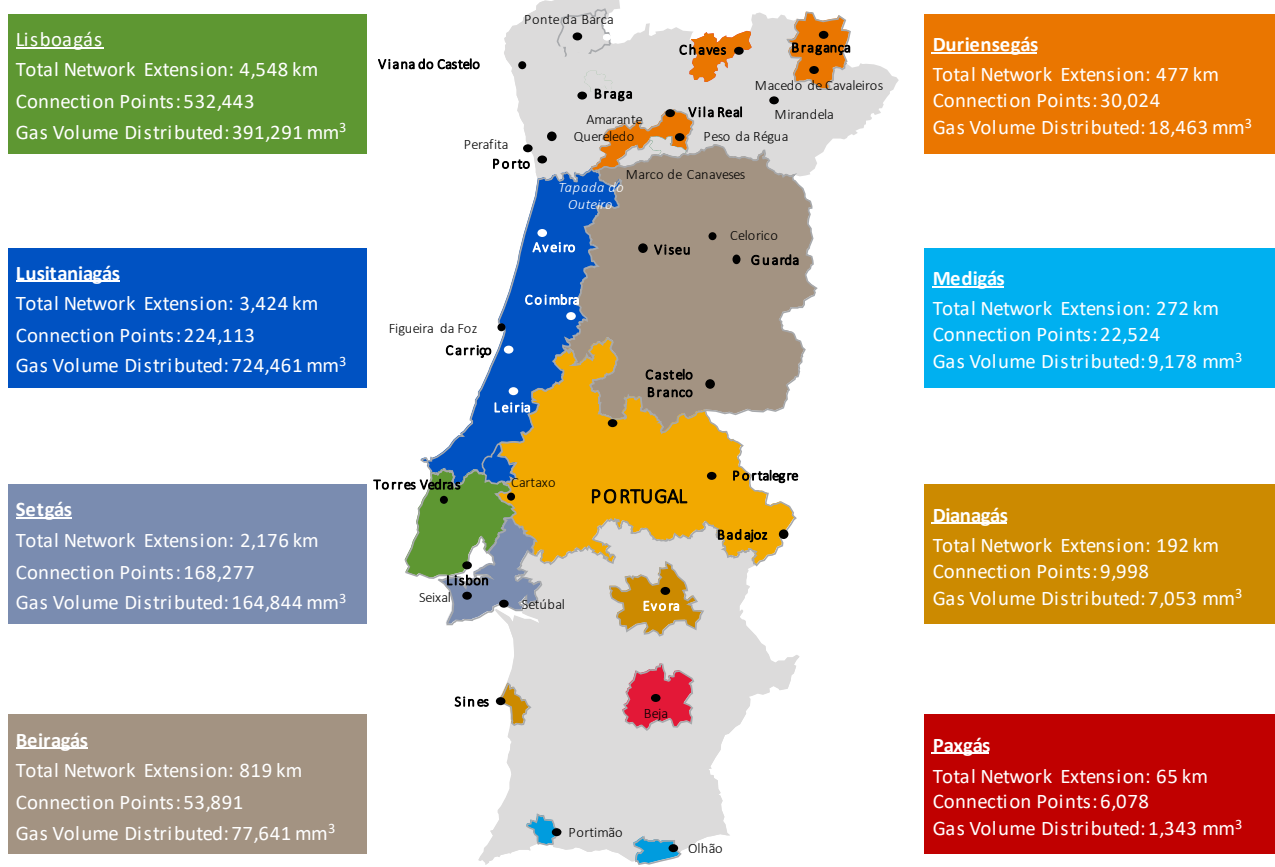 Lisboagás
Total Network Extension: 4,548 km
Connection Points: 532,443
Gas Volume Distributed: 391,291 mm³
Lusitaniagás
Total Network Extension: 3,424 km
Connection Points: 224,113
Gas Volume Distributed: 724,461 mm³
Setgás
Total Network Extension: 2,176 km
Connection Points: 168,277
Gas Volume Distributed: 164,844 mm³
Beiragás
Total Network Extension: 819 km
Connection Points: 53,891
Gas Volume Distributed: 77,641 mm³
Ponte da Barca
Chaves
Bragança
Viana do Castelo
Macedo de Cavaleiros
Braga
Mirandela
Vila Real
Amarante
Quereledo
Peso da Régua
Perafita
Porto
Marco de Canaveses
Tapada do
Outeiro
Aveiro
Viseu
Celorico
Guarda
Coimbra
Figueira da Foz
Carriço
Castelo
Branco
Leiria
Torres Vedras
Cartaxo
Portalegre
PORTUGAL
Badajoz
Lisbon
Seixal
Setúbal
Evora
Sines
Beja
Portimão
Olhão
Duriensegás
Total Network Extension: 477 km
Connection Points: 30,024
Gas Volume Distributed: 18,463 mm³
Medigás
Total Network Extension: 272 km
Connection Points: 22,524
Gas Volume Distributed: 9,178 mm³
Dianagás
Total Network Extension: 192 km
Connection Points: 9,998
Gas Volume Distributed: 7,053 mm³
Paxgás
Total Network Extension: 65 km
Connection Points: 6,078
Gas Volume Distributed: 1,343 mm³